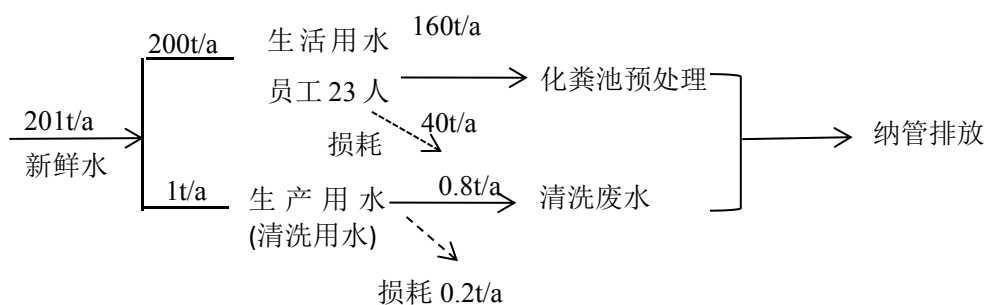 200t/a
生活用水
160t/a
员工 23 人
化粪池预处理
201t/a
新鲜水
40t/a
损耗
纳管排放
1t/a
生 产 用 水
0.8t/a
清洗废水
(清洗用水)
损耗 0.2t/a